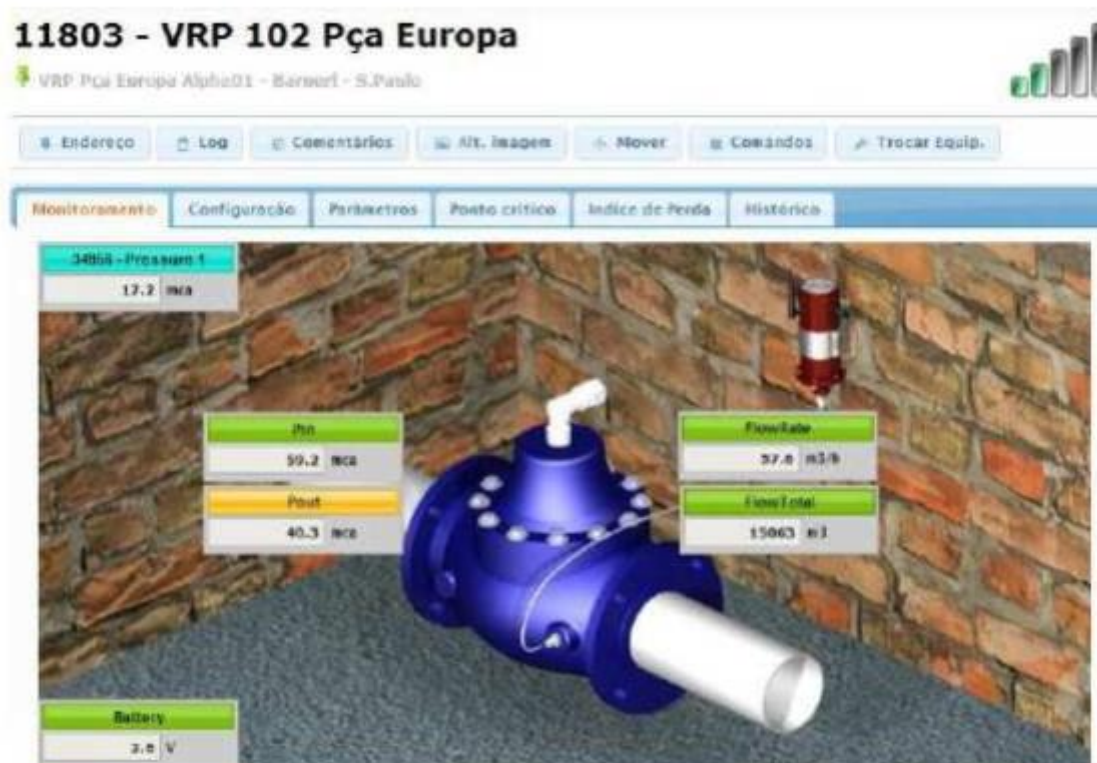 11803 - VRP 102 Pça Europa
VRP Pça Europa Alpha01 - Barueri - S.Paulo
Endereço Log Comentários Alt. Imagem Mover Comandos Trocar Equip.
Monitoramento Configuração Parâmetros Ponto crítico Indice de Perda Histórico
Pressure 1
17.2 mca
Pin
59.2 mca
Pout
40.3 mca
FlowRate
m3/h
FlowTotal
15063 m3
Battery
V